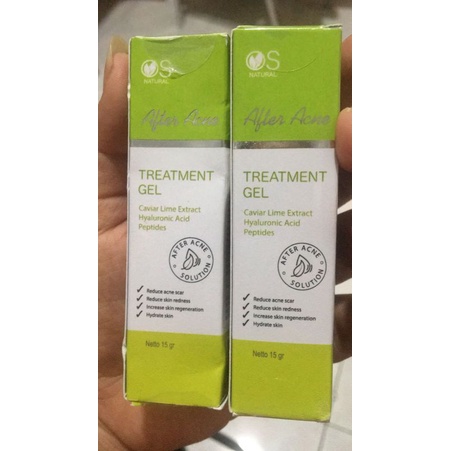 OS
NATURAL
After Acne
TREATMENT
GEL
Caviar Lime Extract
Hyaluronic Acid
Peptides
AFTER ACNE
SOLUTION
Reduce acne scar
Reduce skin redness
Increase skin regeneration
Hydrate skin
Netto 15 gr
OS
NATURAL
After Acne
TREATMENT
GEL
Caviar Lime Extract
Hyaluronic Acid
Peptides
AFTER ACNE
SOLUTION
Reduce acne scar
Reduce skin redness
Increase skin regeneration
Hydrate skin
Netto 15 gr